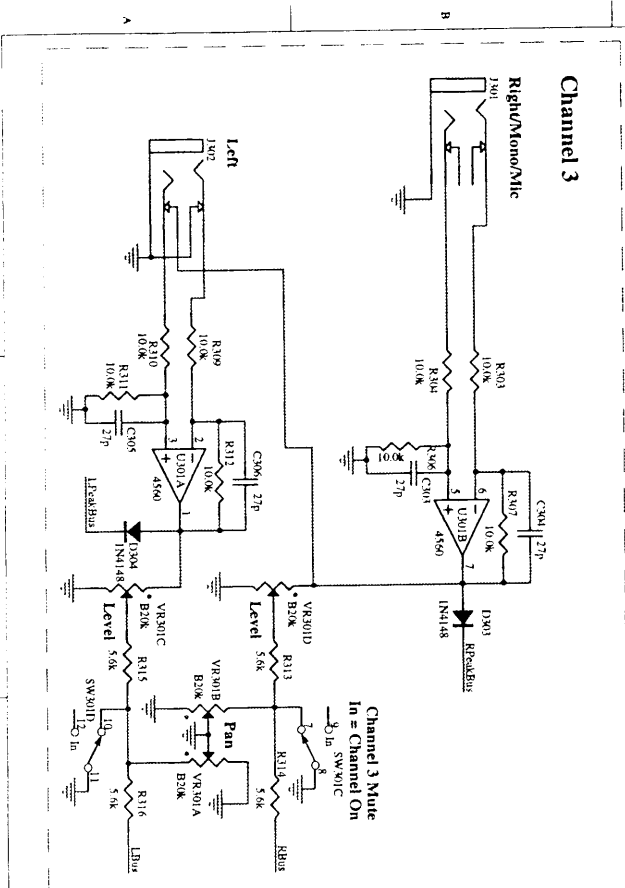 A
B
Channel 3
Right/Mono/Mic
J301
R303
10.0k
R304
10.0k
R306
10.0k
C303
27p
6
5
7
U301B
4560
R307
10.0k
C304
27p
D303
1N4148
RPeakBus
Left
J302
R309
10.0k
R310
10.0k
R311
10.0k
C305
27p
2
3
1
U301A
4560
R312
10.0k
C306
27p
LPeakBus
D304
1N4148
VR301D
B20k
Level
VR301C
B20k
Level
R313
5.6k
R315
5.6k
Channel 3 Mute
In = Channel On
9
In
SW301C
7
8
VR301B
B20k
Pan
VR301A
B20k
R314
5.6k
RBus
SW301D
10
12
In
11
R316
5.6k
LBus